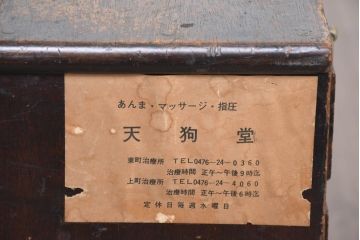 あんま・マッサージ・指圧
天狗堂
東町治療所 TEL0476-24-0360
治療時間 正午～午後9時迄
上町治療所 TEL0476-24-4060
治療時間 正午～午後6時迄
定休日毎週水曜日